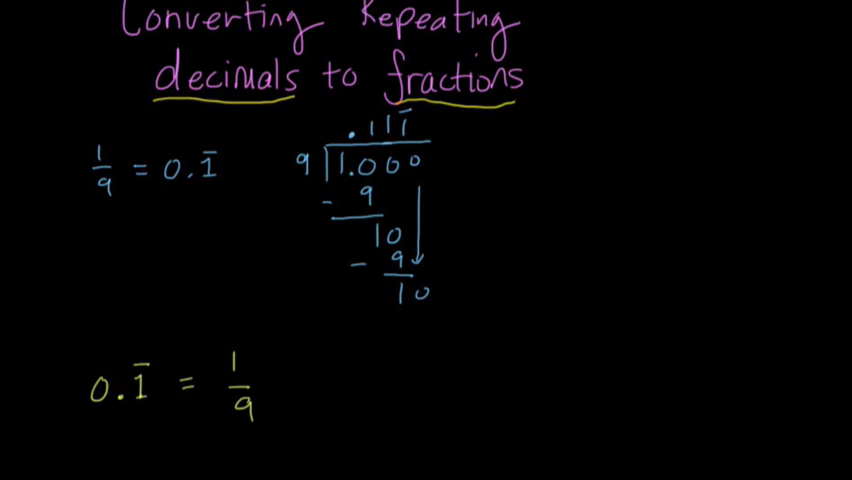 Converting Repeating
decimals to fractions
1/9 = 0.1̅
.111̅
9 1.000
- 9
10
- 9
10
0.1̅ = 1/9